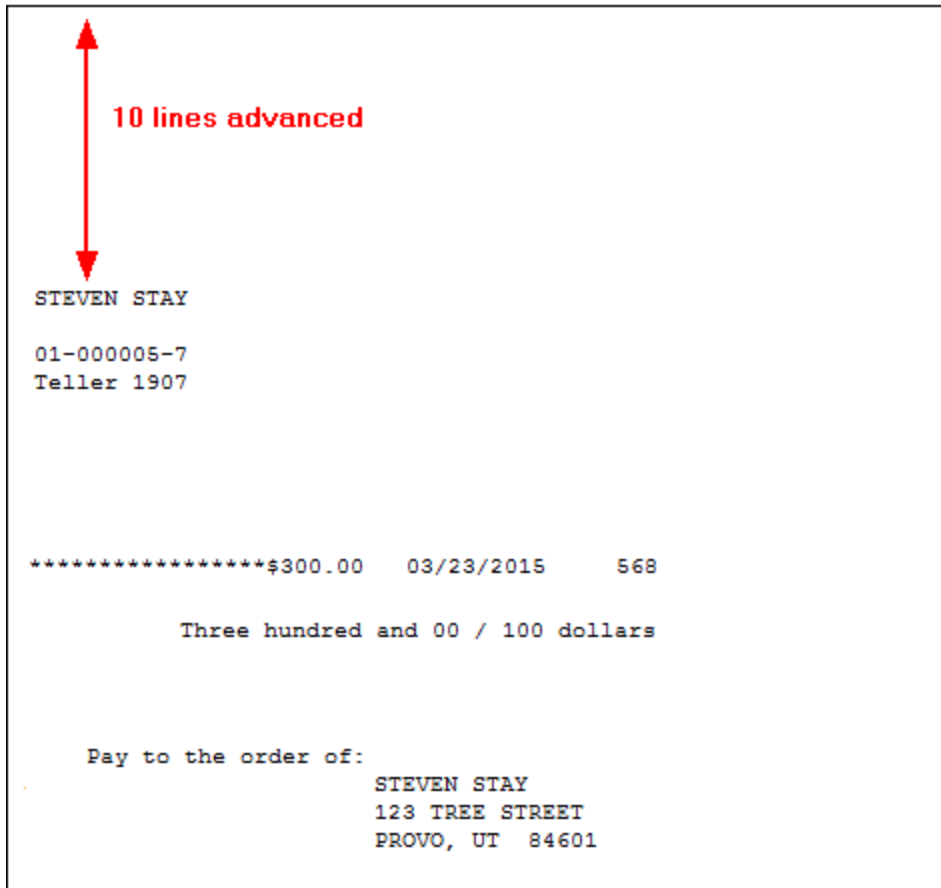 10 lines advanced
STEVEN STAY
01-000005-7
Teller 1907
*****************$300.00 03/23/2015 568
Three hundred and 00 / 100 dollars
Pay to the order of:
STEVEN STAY
123 TREE STREET
PROVO, UT 84601